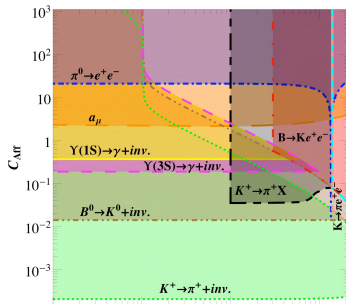 10³
π⁰→e⁺e⁻
10²
10
a_μ
B→Ke⁺e⁻
1
Υ(1S)→γ+inv.
Υ(3S)→γ+inv.
C_Aff
10⁻¹
K⁺→π⁺X
K→πe⁺e
B⁰→K⁰+inv.
10⁻²
10⁻³
K⁺→π⁺+inv.